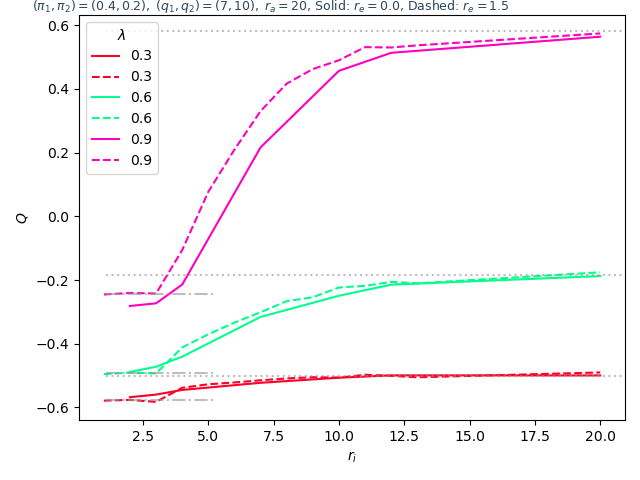 (π₁, π₂) = (0.4, 0.2), (q₁, q₂) = (7, 10), rₐ = 20, Solid: rₑ = 0.0, Dashed: rₑ = 1.5
λ
0.3
0.3
0.6
0.6
0.9
0.9
Q
0.6
0.4
0.2
0.0
−0.2
−0.4
−0.6
2.5 5.0 7.5 10.0 12.5 15.0 17.5 20.0
rᵢ